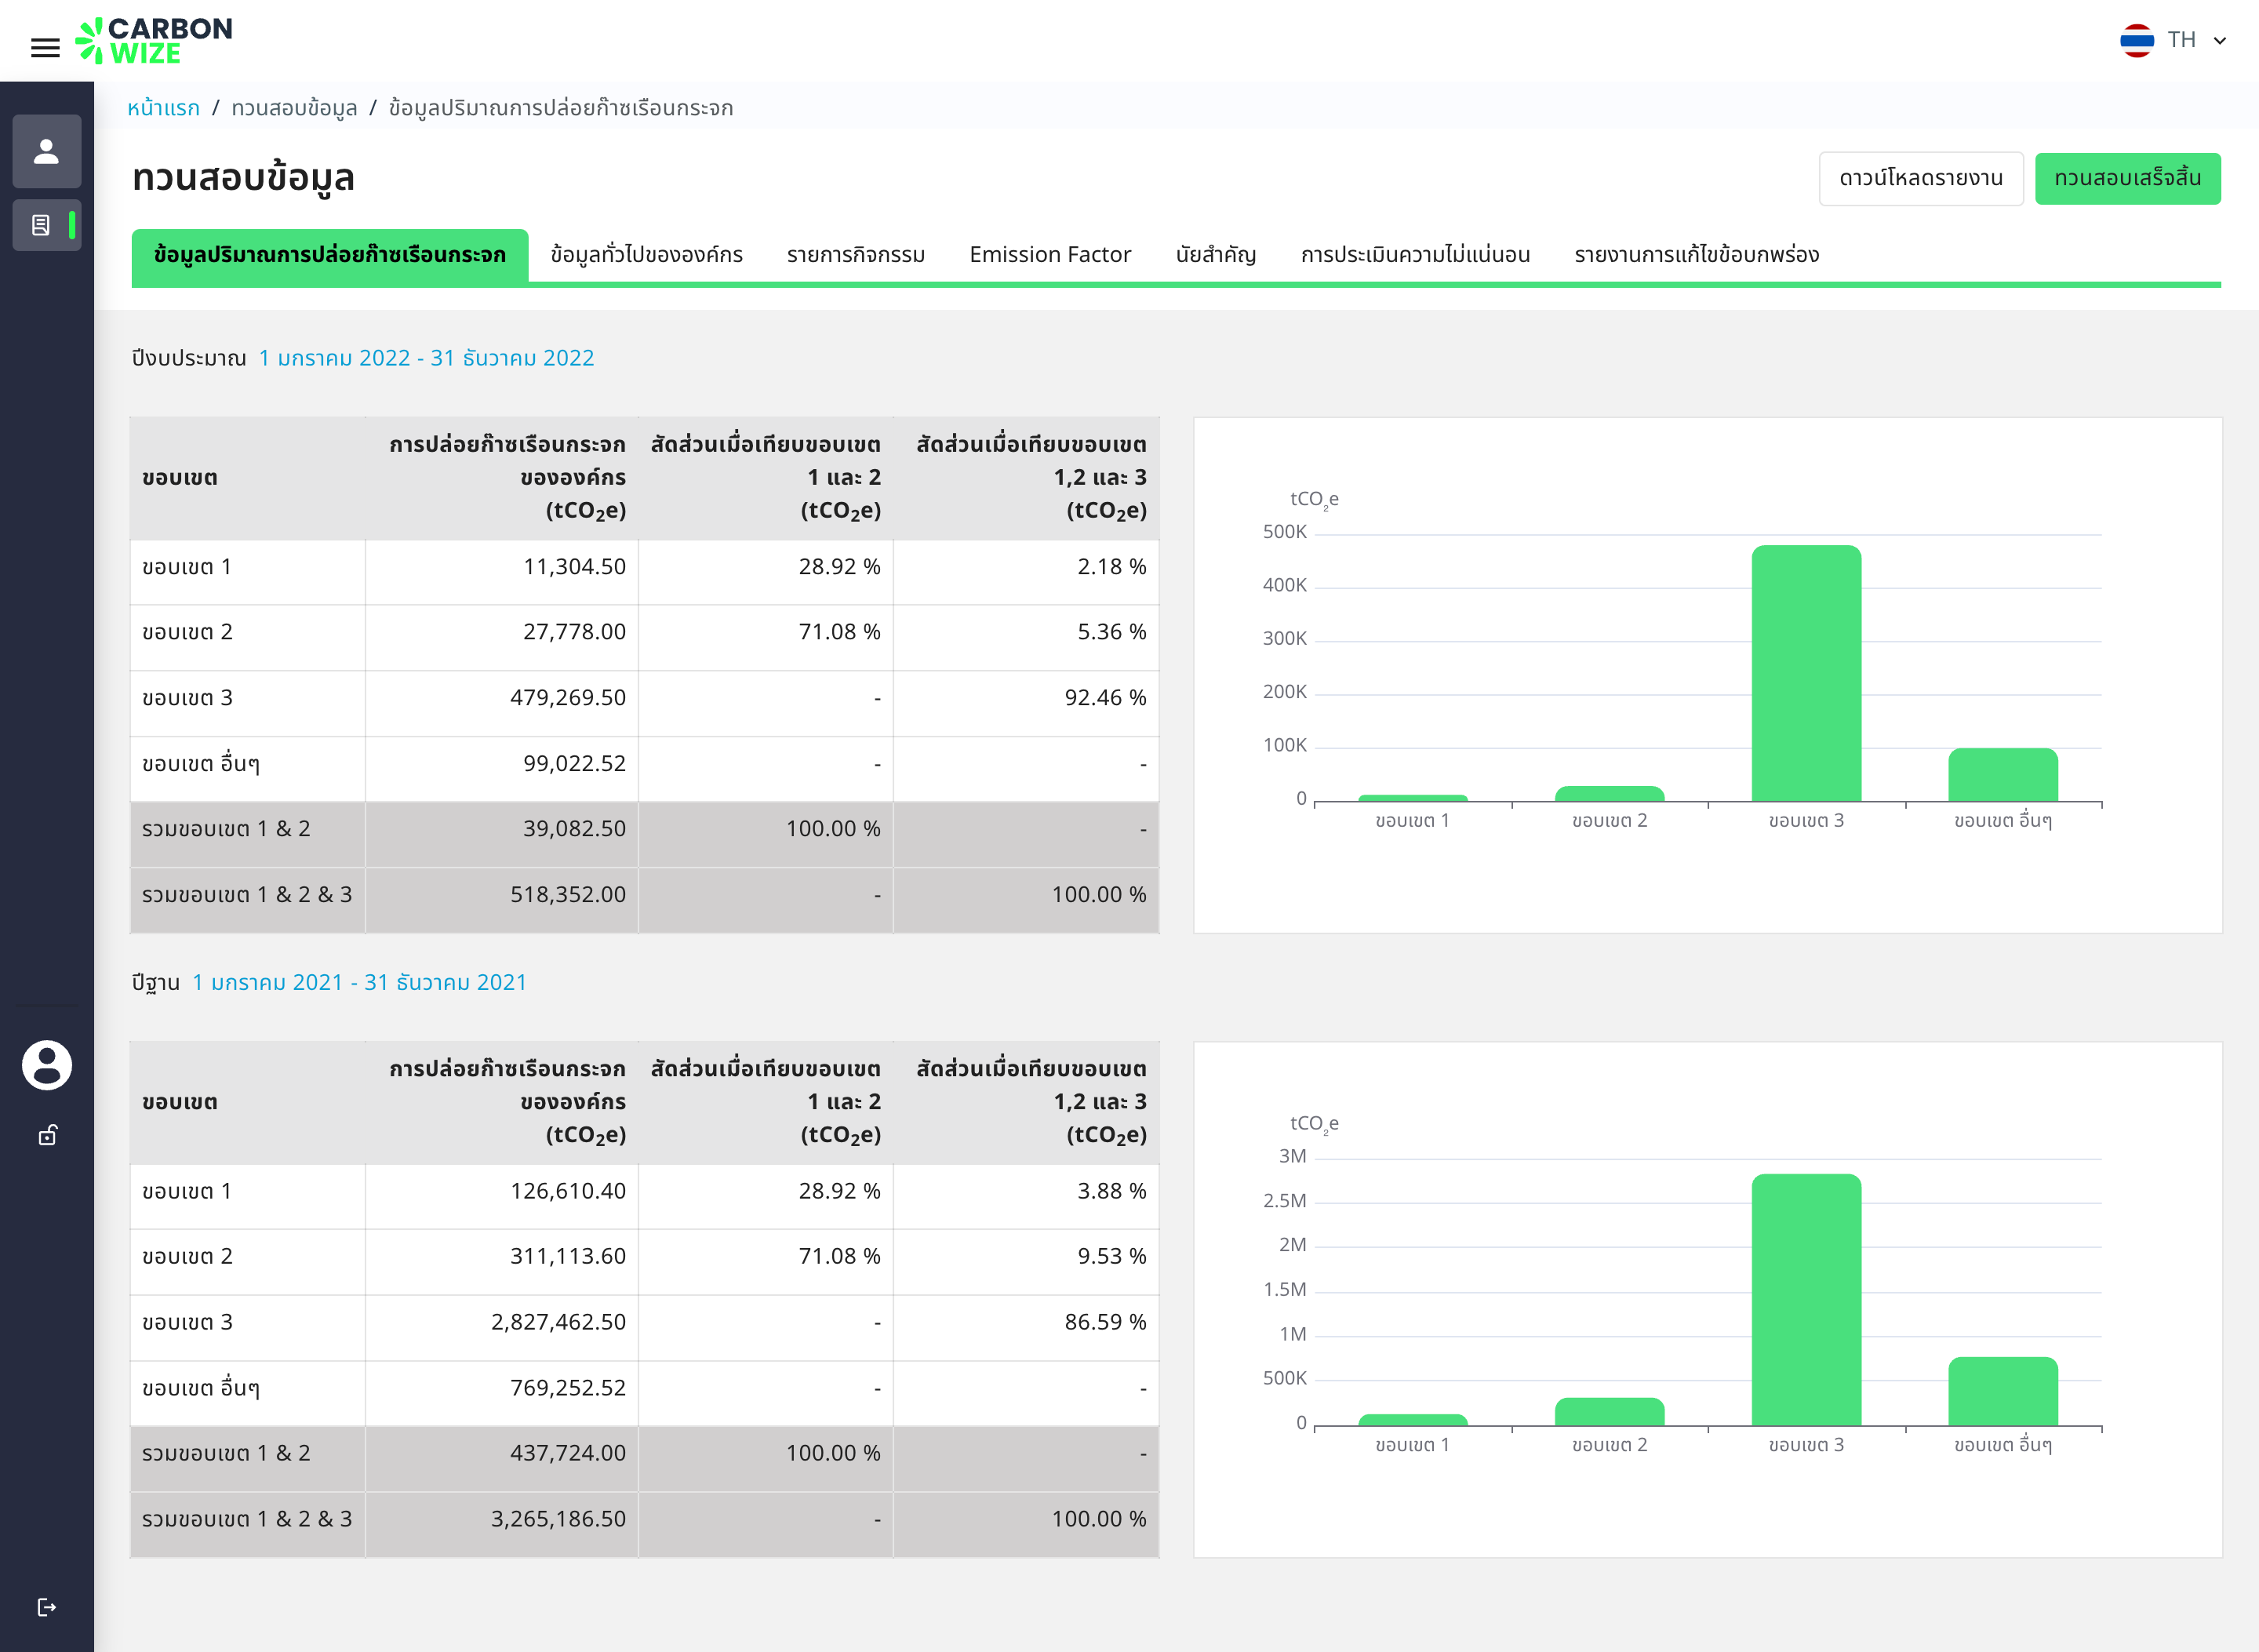 CARBON
WIZE
TH
หน้าแรก / ทวนสอบข้อมูล / ข้อมูลปริมาณการปล่อยก๊าซเรือนกระจก
ทวนสอบข้อมูล
ดาวน์โหลดรายงาน
ทวนสอบเสร็จสิ้น
ข้อมูลปริมาณการปล่อยก๊าซเรือนกระจก ข้อมูลทั่วไปขององค์กร รายการกิจกรรม Emission Factor นัยสำคัญ การประเมินความไม่แน่นอน รายงานการแก้ไขข้อบกพร่อง
ปีงบประมาณ 1 มกราคม 2022 - 31 ธันวาคม 2022
ขอบเขต
การปล่อยก๊าซเรือนกระจก
ขององค์กร
(tCO₂e)
สัดส่วนเมื่อเทียบขอบเขต
1 และ 2
(tCO₂e)
สัดส่วนเมื่อเทียบขอบเขต
1,2 และ 3
(tCO₂e)
ขอบเขต 1 11,304.50 28.92 % 2.18 %
ขอบเขต 2 27,778.00 71.08 % 5.36 %
ขอบเขต 3 479,269.50 - 92.46 %
ขอบเขต อื่นๆ 99,022.52 - -
รวมขอบเขต 1 & 2 39,082.50 100.00 % -
รวมขอบเขต 1 & 2 & 3 518,352.00 - 100.00 %
tCO₂e
500K
400K
300K
200K
100K
0
ขอบเขต 1 ขอบเขต 2 ขอบเขต 3 ขอบเขต อื่นๆ
ปีฐาน 1 มกราคม 2021 - 31 ธันวาคม 2021
ขอบเขต
การปล่อยก๊าซเรือนกระจก
ขององค์กร
(tCO₂e)
สัดส่วนเมื่อเทียบขอบเขต
1 และ 2
(tCO₂e)
สัดส่วนเมื่อเทียบขอบเขต
1,2 และ 3
(tCO₂e)
ขอบเขต 1 126,610.40 28.92 % 3.88 %
ขอบเขต 2 311,113.60 71.08 % 9.53 %
ขอบเขต 3 2,827,462.50 - 86.59 %
ขอบเขต อื่นๆ 769,252.52 - -
รวมขอบเขต 1 & 2 437,724.00 100.00 % -
รวมขอบเขต 1 & 2 & 3 3,265,186.50 - 100.00 %
tCO₂e
3M
2.5M
2M
1.5M
1M
500K
0
ขอบเขต 1 ขอบเขต 2 ขอบเขต 3 ขอบเขต อื่นๆ